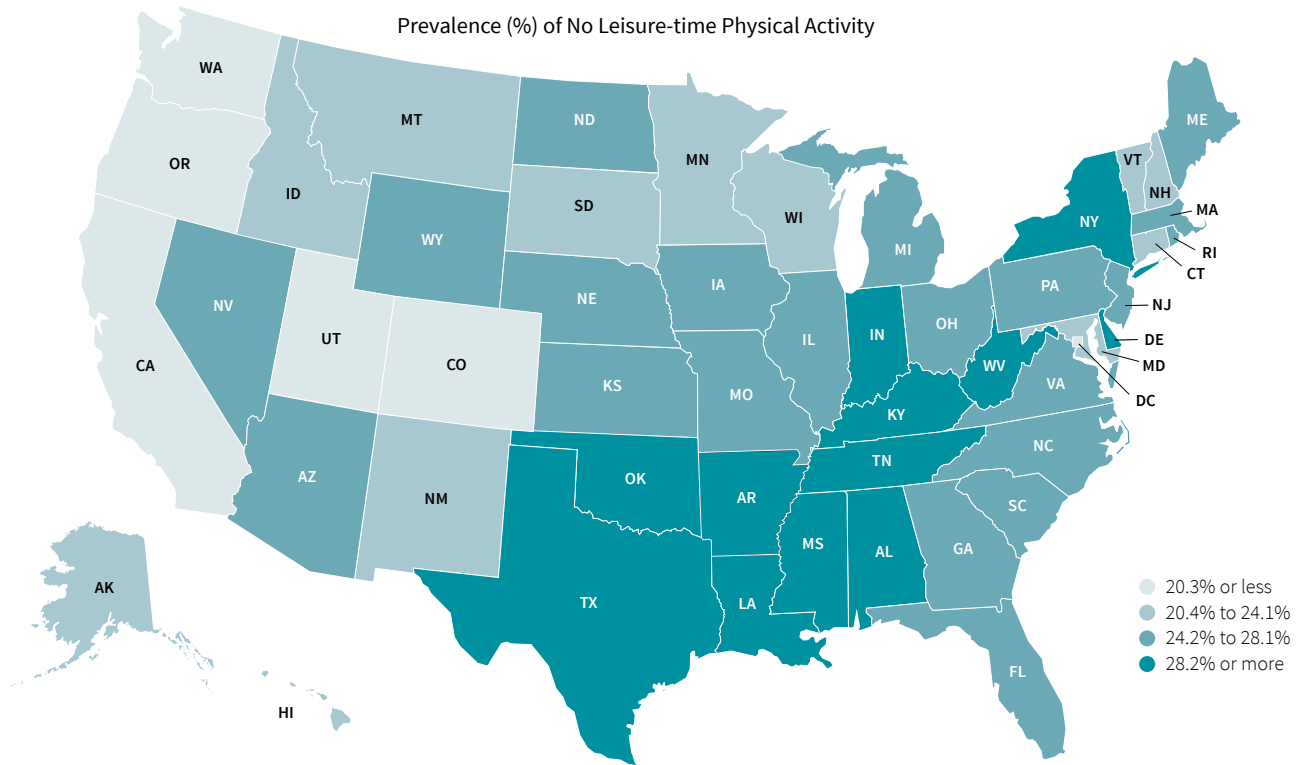 Prevalence (%) of No Leisure-time Physical Activity
WA
MT
ND
ME
OR
MN
VT
ID
SD
WI
NH
MA
WY
NY
MI
RI
CT
NV
NE
IA
PA
NJ
UT
CO
IL
IN
OH
DE
CA
MD
WV
VA
KS
MO
DC
KY
AZ
NM
OK
AR
TN
NC
SC
MS
AL
GA
AK
TX
LA
FL
HI
20.3% or less
20.4% to 24.1%
24.2% to 28.1%
28.2% or more